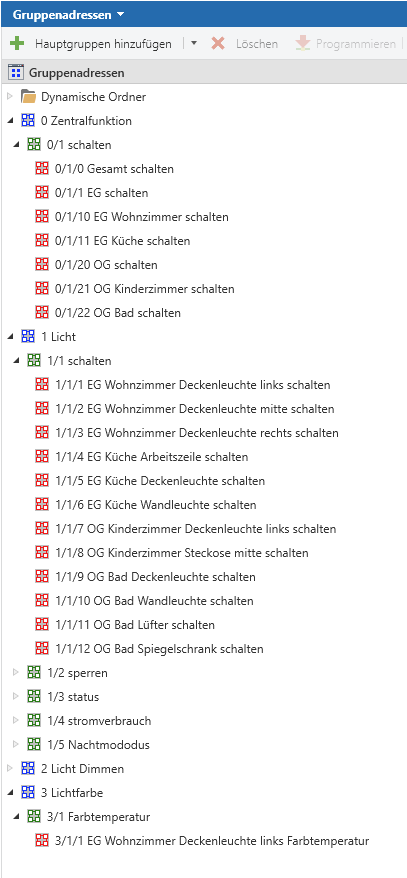 Gruppenadressen
Hauptgruppen hinzufügen Löschen Programmieren
Gruppenadressen
Dynamische Ordner
0 Zentralfunktion
0/1 schalten
0/1/0 Gesamt schalten
0/1/1 EG schalten
0/1/10 EG Wohnzimmer schalten
0/1/11 EG Küche schalten
0/1/20 OG schalten
0/1/21 OG Kinderzimmer schalten
0/1/22 OG Bad schalten
1 Licht
1/1 schalten
1/1/1 EG Wohnzimmer Deckenleuchte links schalten
1/1/2 EG Wohnzimmer Deckenleuchte mitte schalten
1/1/3 EG Wohnzimmer Deckenleuchte rechts schalten
1/1/4 EG Küche Arbeitszeile schalten
1/1/5 EG Küche Deckenleuchte schalten
1/1/6 EG Küche Wandleuchte schalten
1/1/7 OG Kinderzimmer Deckenleuchte links schalten
1/1/8 OG Kinderzimmer Steckose mitte schalten
1/1/9 OG Bad Deckenleuchte schalten
1/1/10 OG Bad Wandleuchte schalten
1/1/11 OG Bad Lüfter schalten
1/1/12 OG Bad Spiegelschrank schalten
1/2 sperren
1/3 status
1/4 stromverbrauch
1/5 Nachtmododus
2 Licht Dimmen
3 Lichtfarbe
3/1 Farbtemperatur
3/1/1 EG Wohnzimmer Deckenleuchte links Farbtemperatur